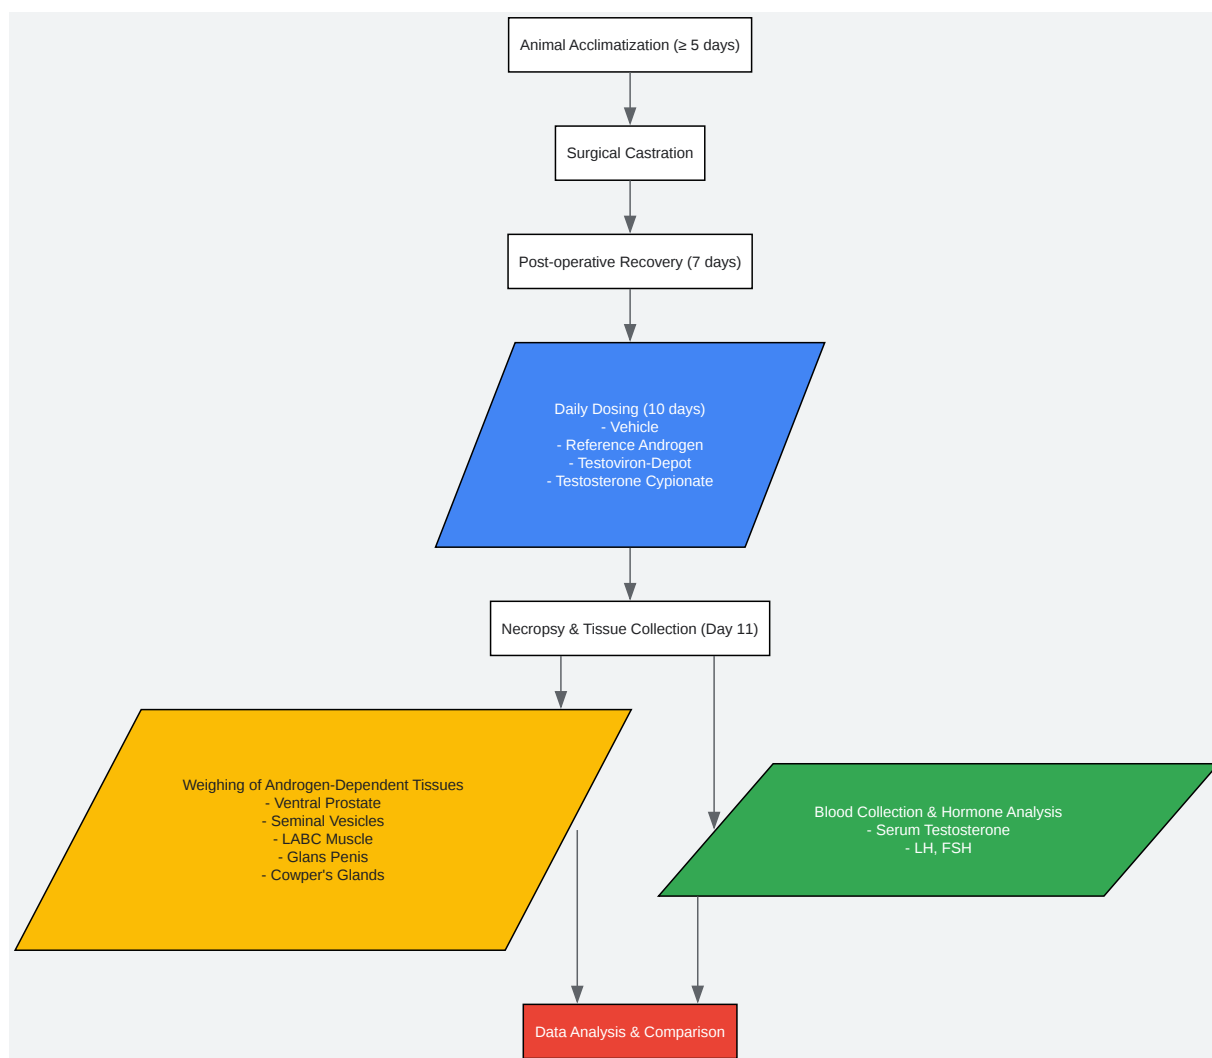 Animal Acclimatization (≥ 5 days)
Surgical Castration
Post-operative Recovery (7 days)
Daily Dosing (10 days)
- Vehicle
- Reference Androgen
- Testoviron-Depot
- Testosterone Cypionate
Necropsy & Tissue Collection (Day 11)
Weighing of Androgen-Dependent Tissues
- Ventral Prostate
- Seminal Vesicles
- LABC Muscle
- Glans Penis
- Cowper's Glands
Blood Collection & Hormone Analysis
- Serum Testosterone
- LH, FSH
Data Analysis & Comparison